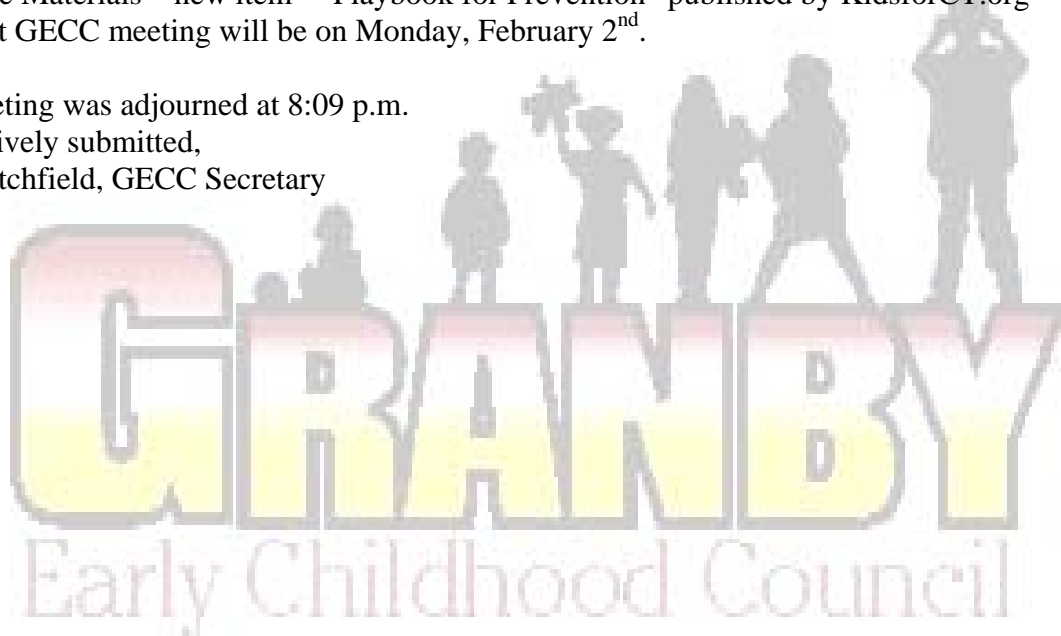 e Materials – new item – "Playbook for Prevention" published by KidsforCT.org
t GECC meeting will be on Monday, February 2nd.
eting was adjourned at 8:09 p.m.
ively submitted,
tchfield, GECC Secretary
GRANBY
Early Childhood Council